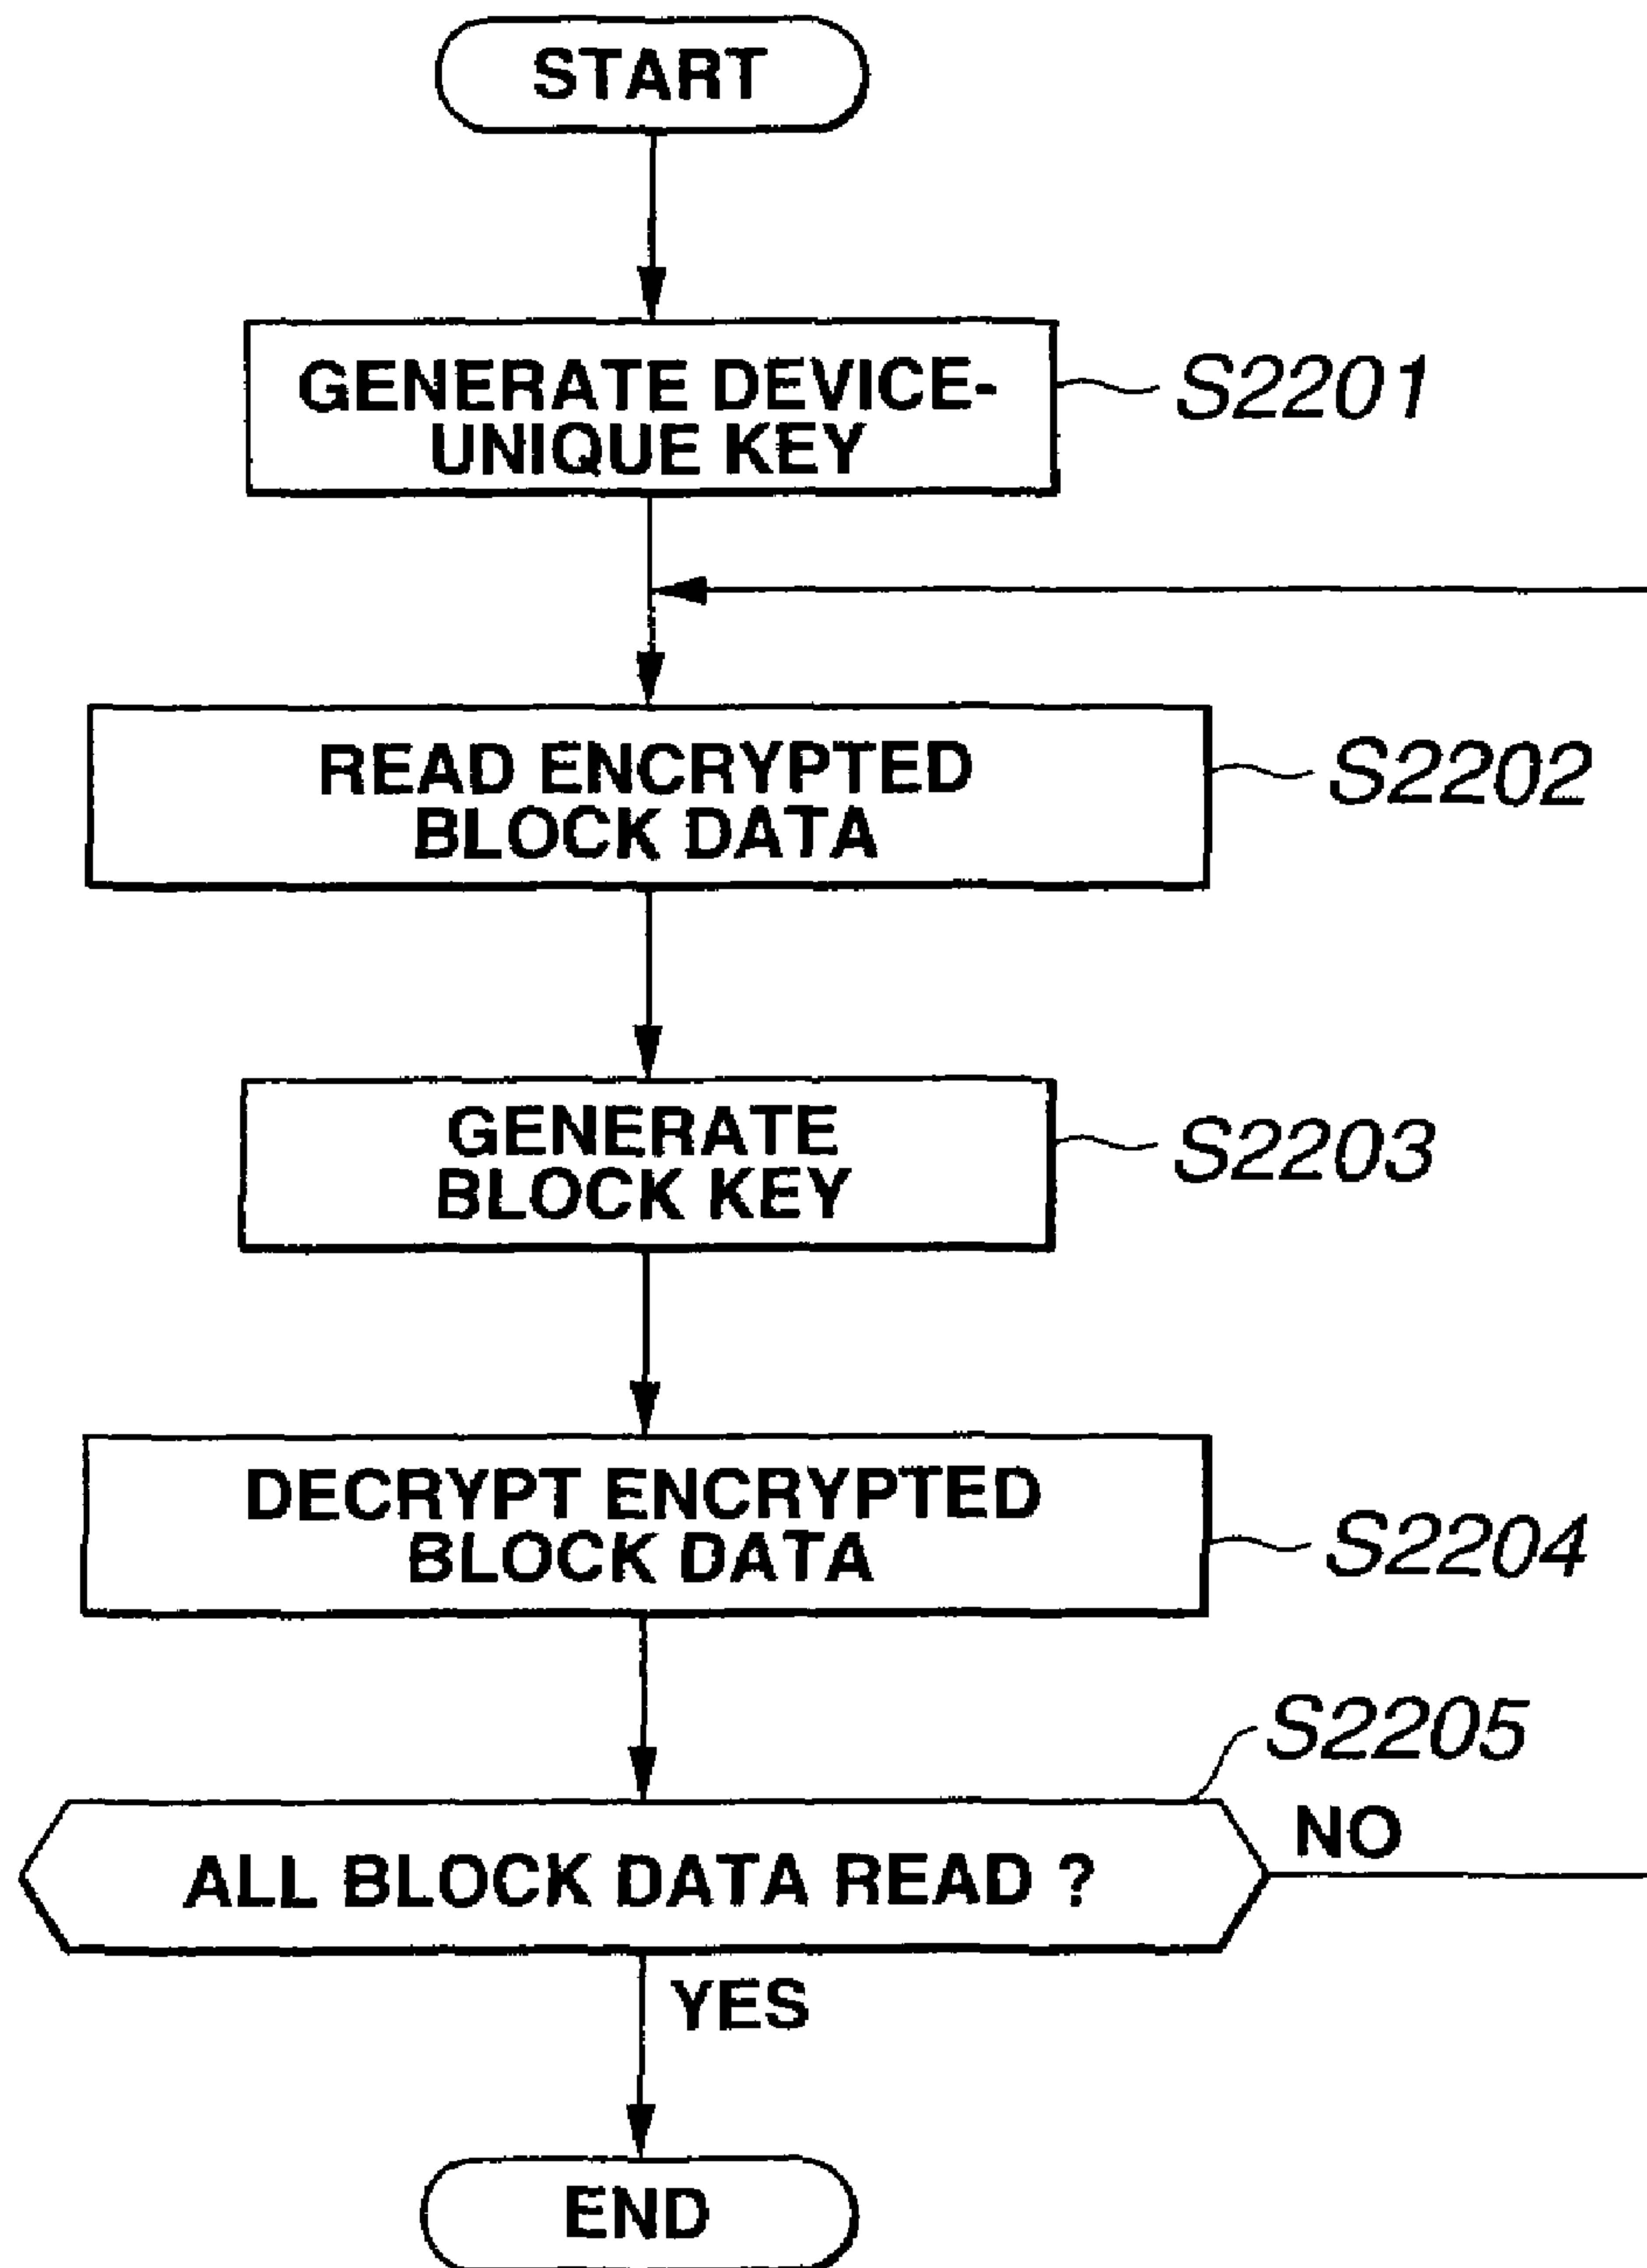 START
GENERATE DEVICE-
UNIQUE KEY
S2201
READ ENCRYPTED
BLOCK DATA
S2202
GENERATE
BLOCK KEY
S2203
DECRYPT ENCRYPTED
BLOCK DATA
S2204
S2205
ALL BLOCK DATA READ ?
NO
YES
END